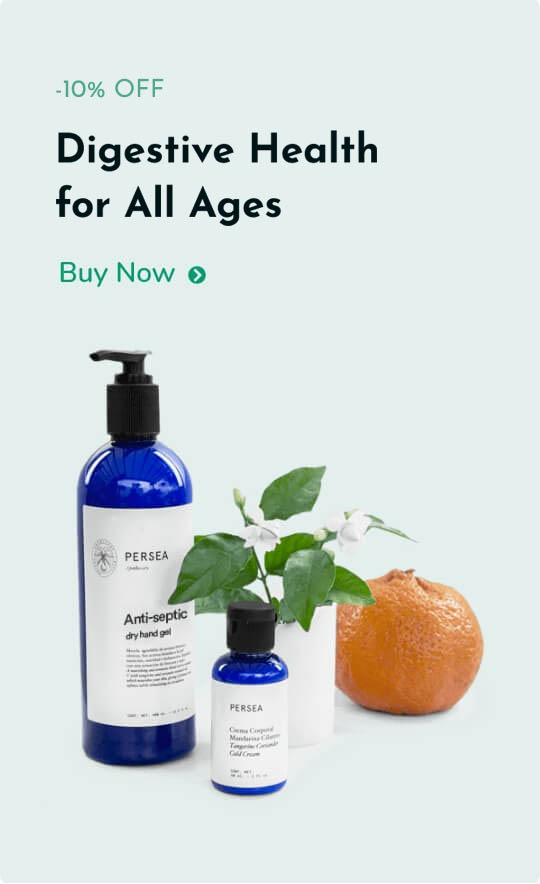 -10% OFF
Digestive Health
for All Ages
Buy Now
PERSEA
Apothecary
Anti-septic
dry hand gel
PERSEA
Crema Corporal
Mandarina Cilantro
Tangerine Coriander
Cold Cream